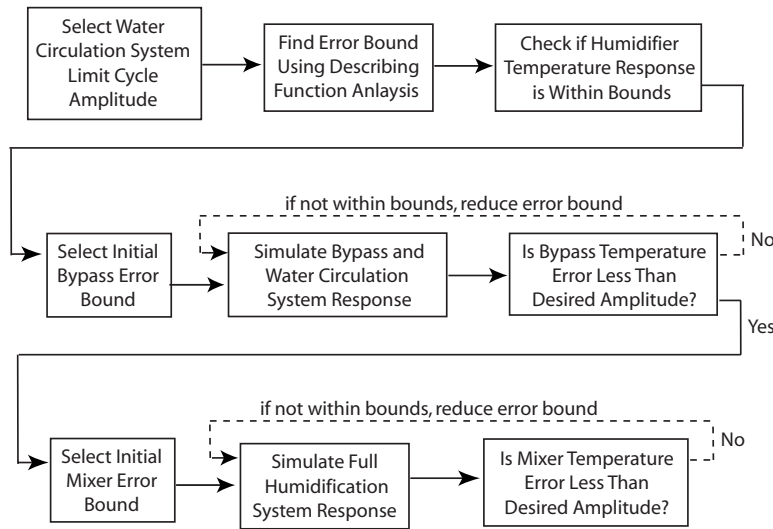 Select Water
Circulation System
Limit Cycle
Amplitude
Find Error Bound
Using Describing
Function Anlaysis
Check if Humidifier
Temperature Response
is Within Bounds
if not within bounds, reduce error bound
No
Select Initial
Bypass Error
Bound
Simulate Bypass and
Water Circulation
System Response
Is Bypass Temperature
Error Less Than
Desired Amplitude?
Yes
if not within bounds, reduce error bound
No
Select Initial
Mixer Error
Bound
Simulate Full
Humidification
System Response
Is Mixer Temperature
Error Less Than
Desired Amplitude?